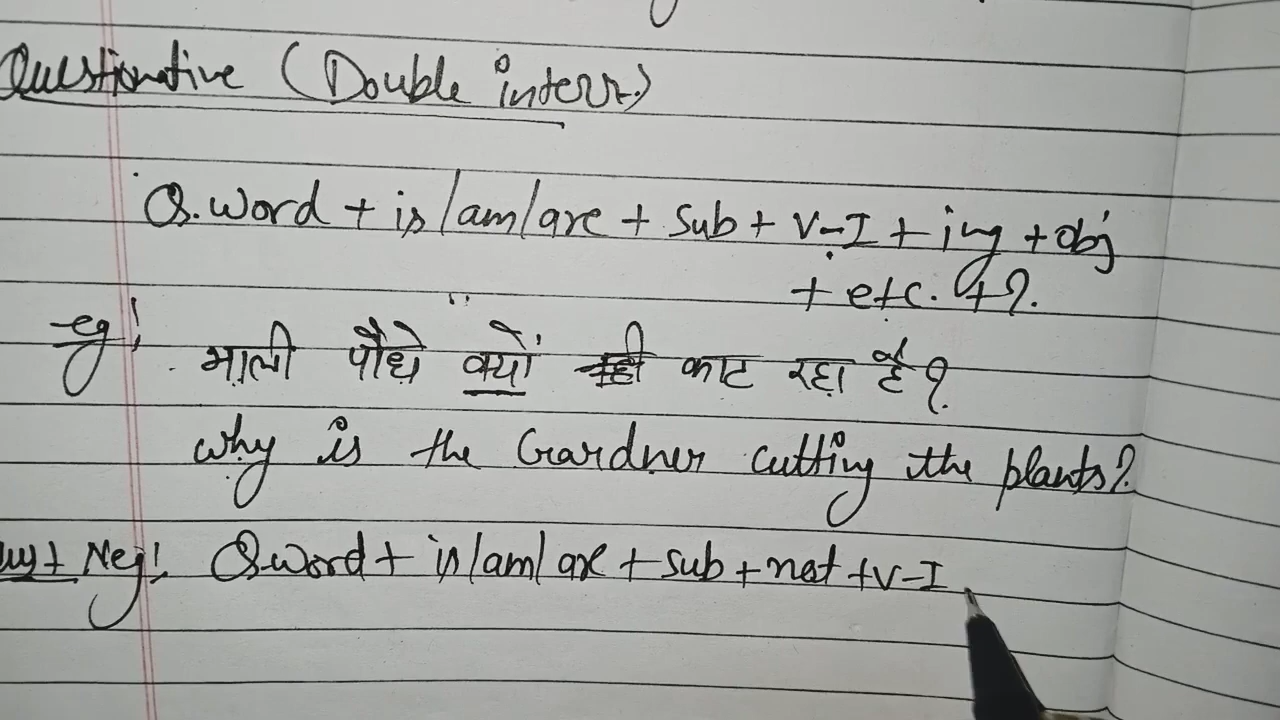 Questionative (Double interr.)
Q.word + is/am/are + sub + V-I + ing + obj
+ etc. + ?.
eg! माली पौधे क्यों काट रहा है?
why is the Gardner cutting the plants?
Neg! Q.word + is/am/are + sub + not + V-I